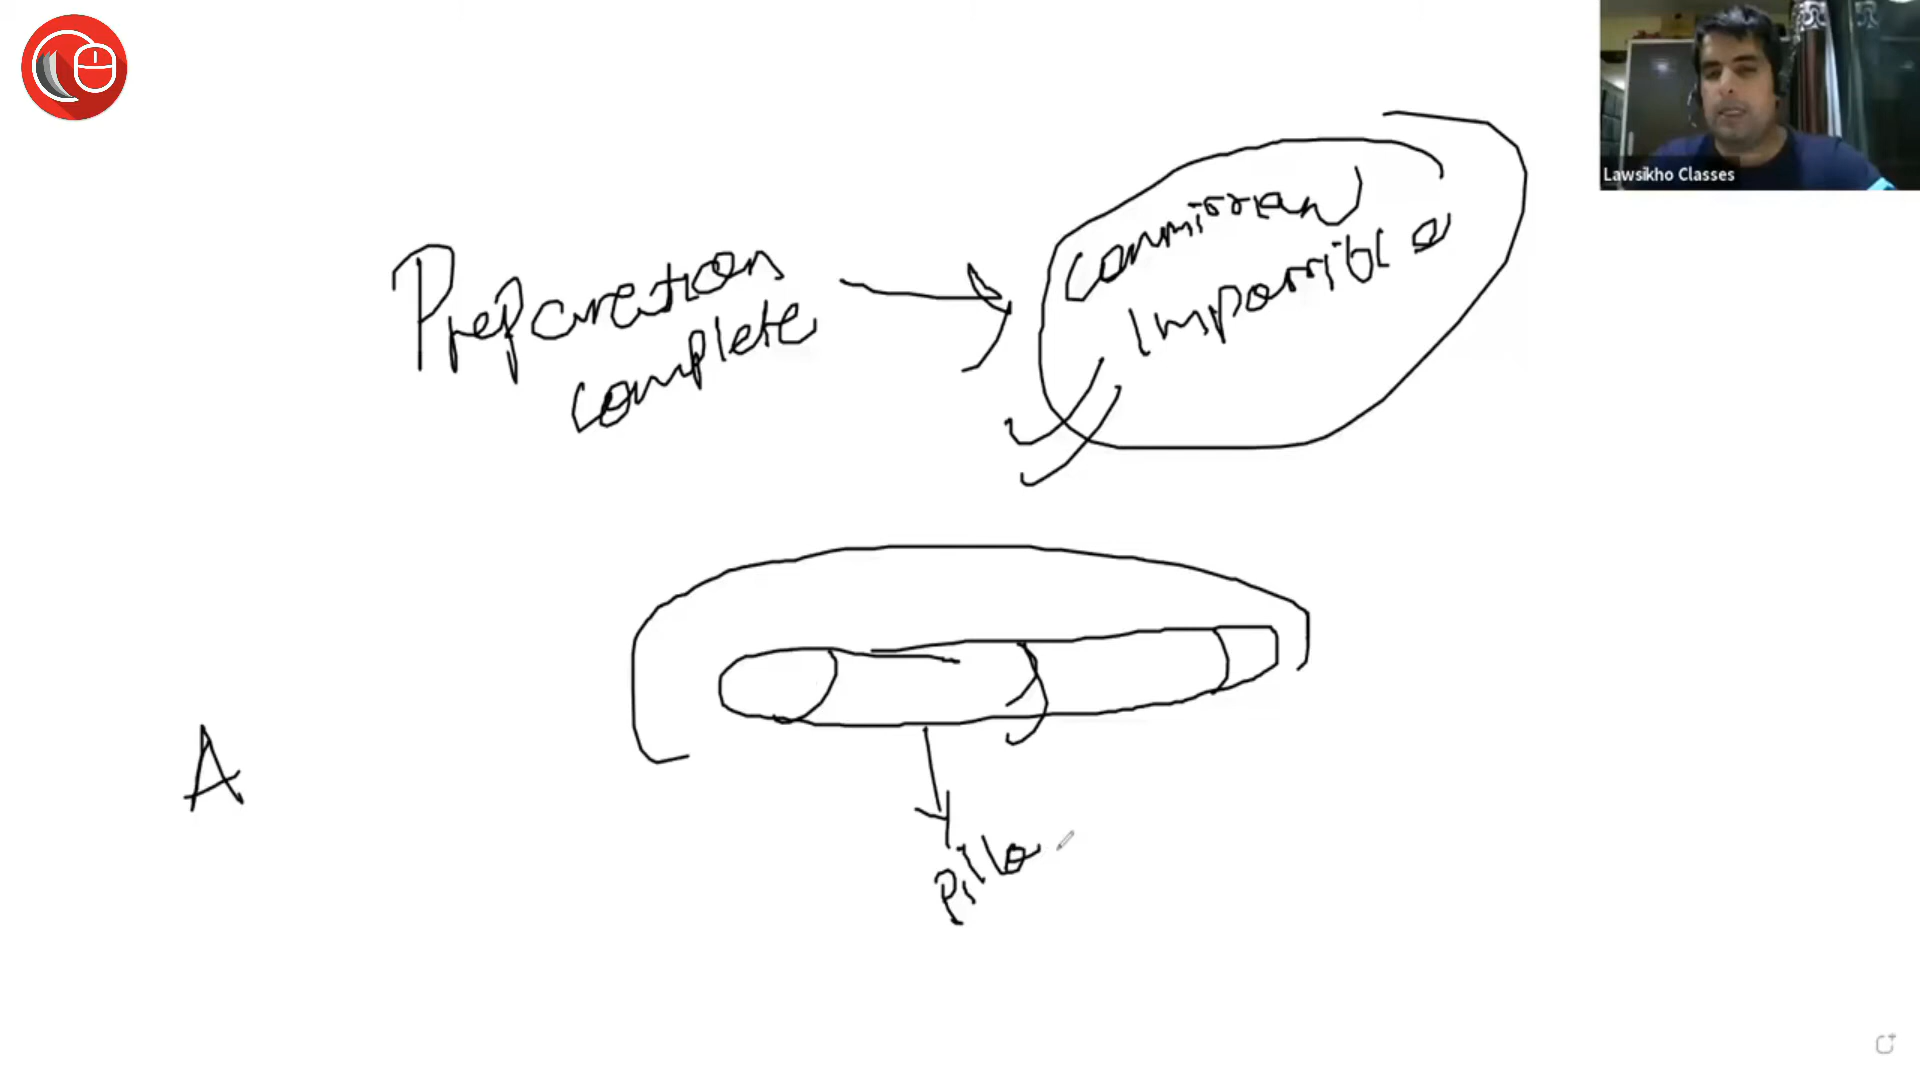 Lawsikho Classes
Preparation
complete
Commission
Impossible
A
Pillo